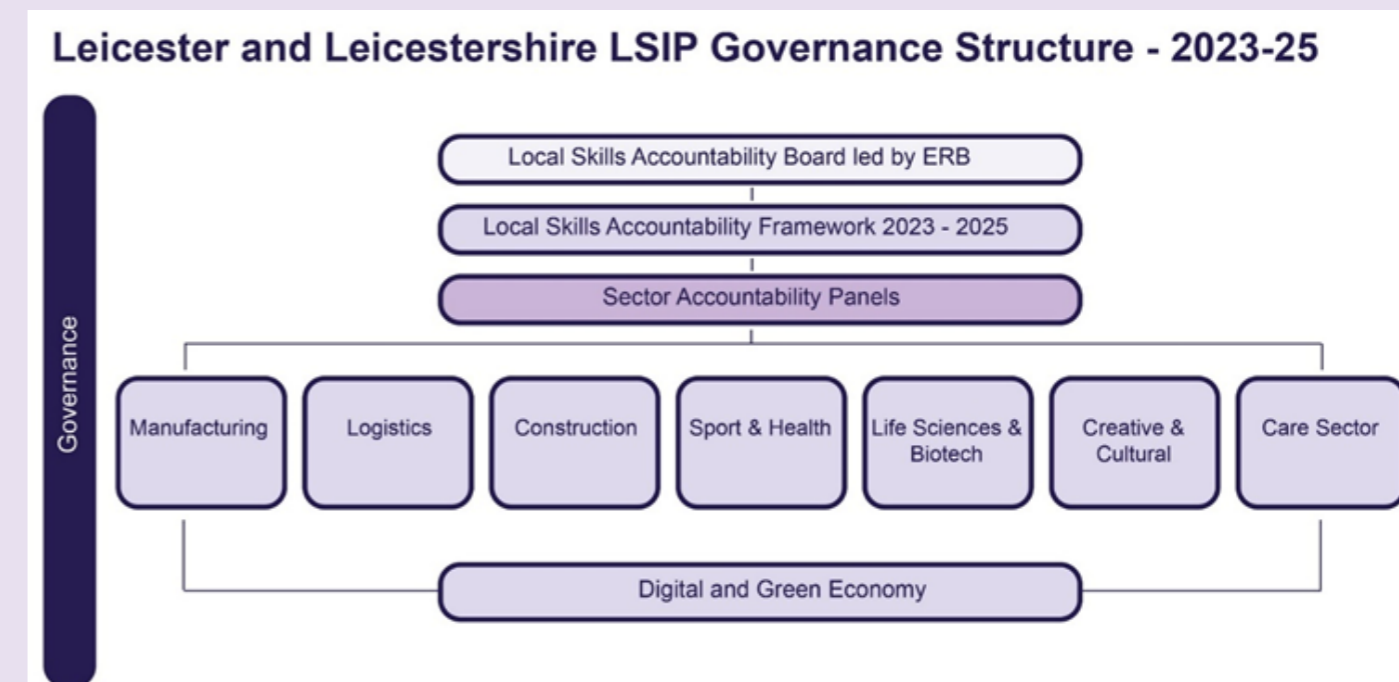 Leicester and Leicestershire LSIP Governance Structure - 2023-25
Governance
Local Skills Accountability Board led by ERB
Local Skills Accountability Framework 2023 - 2025
Sector Accountability Panels
Manufacturing
Logistics
Construction
Sport & Health
Life Sciences &
Biotech
Creative &
Cultural
Care Sector
Digital and Green Economy